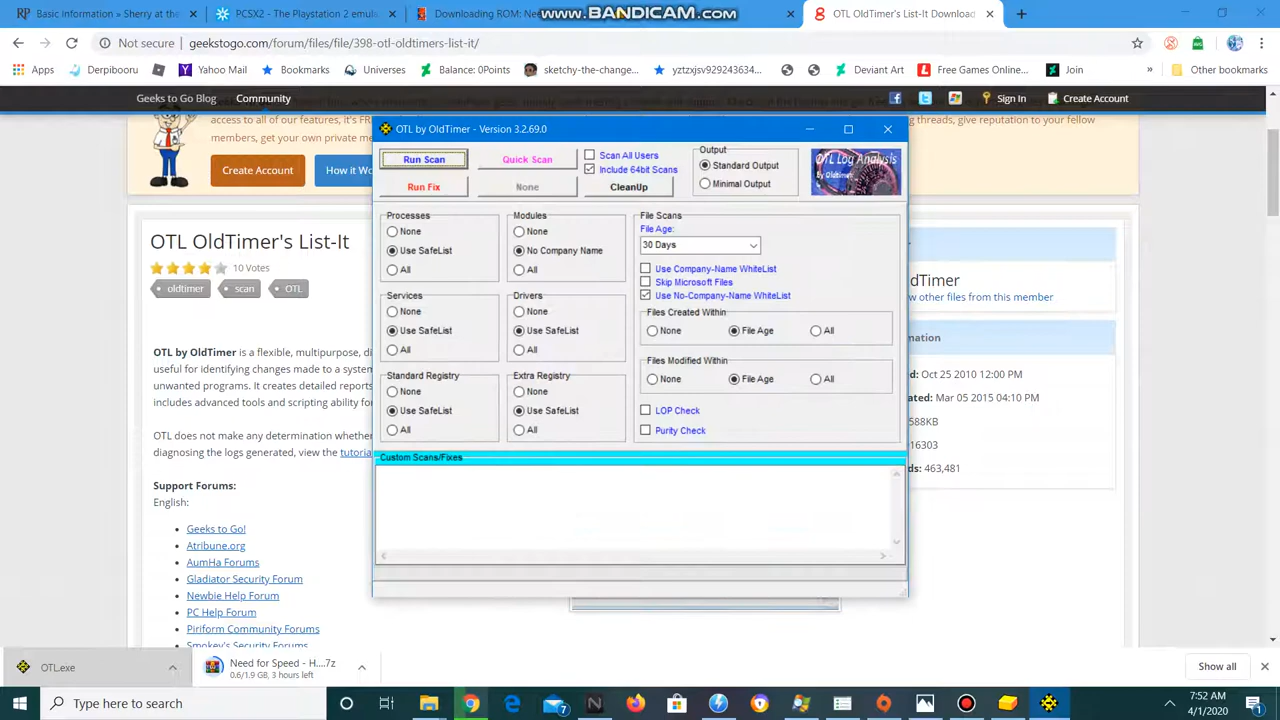 Basic information » Sherry at the
PCSX2 - The Playstation 2 emul
Downloading ROM: Ne
www.BANDICAM.com
OTL OldTimer's List-It Download
Not secure
geekstogo.com/forum/files/file/398-otl-oldtimers-list-it/
Apps
Derpibooru
Yahoo Mail
Bookmarks
Universes
Balance: 0Points
sketchy-the-change...
yztzxjsv929243634...
Deviant Art
Free Games Online...
Join
»
Other bookmarks
Geeks to Go Blog
Community
Sign In
Create Account
access to all of our features, it's FR
members, get your own private me
ng threads, give reputation to your fellow
Create Account
How it Wo
OTL by OldTimer - Version 3.2.69.0
Run Scan
Quick Scan
Scan All Users
Include 64bit Scans
Run Fix
None
CleanUp
Output
Standard Output
Minimal Output
OTL Log Analysis
By Oldtimer
Processes
None
Use SafeList
All
Modules
None
No Company Name
All
Services
None
Use SafeList
All
Drivers
None
Use SafeList
All
Standard Registry
None
Use SafeList
All
Extra Registry
None
Use SafeList
All
File Scans
File Age:
30 Days
Use Company-Name WhiteList
Skip Microsoft Files
Use No-Company-Name WhiteList
Files Created Within
None
File Age
All
Files Modified Within
None
File Age
All
LOP Check
Purity Check
Custom Scans/Fixes
OTL OldTimer's List-It
10 Votes
oldtimer
scan
OTL
OTL by OldTimer is a flexible, multipurpose, di
useful for identifying changes made to a system
unwanted programs. It creates detailed reports
includes advanced tools and scripting ability fo
OTL does not make any determination whethe
diagnosing the logs generated, view the tutoria
Support Forums:
English:
Geeks to Go!
Atribune.org
AumHa Forums
Gladiator Security Forum
Newbie Help Forum
PC Help Forum
Piriform Community Forums
Smokey's Security Forums
dTimer
ow other files from this member
mation
d: Oct 25 2010 12:00 PM
ated: Mar 05 2015 04:10 PM
588KB
16303
ds: 463,481
OTL.exe
Need for Speed - H....7z
0.6/1.9 GB, 3 hours left
Show all
Type here to search
7
7:52 AM
4/1/2020
1